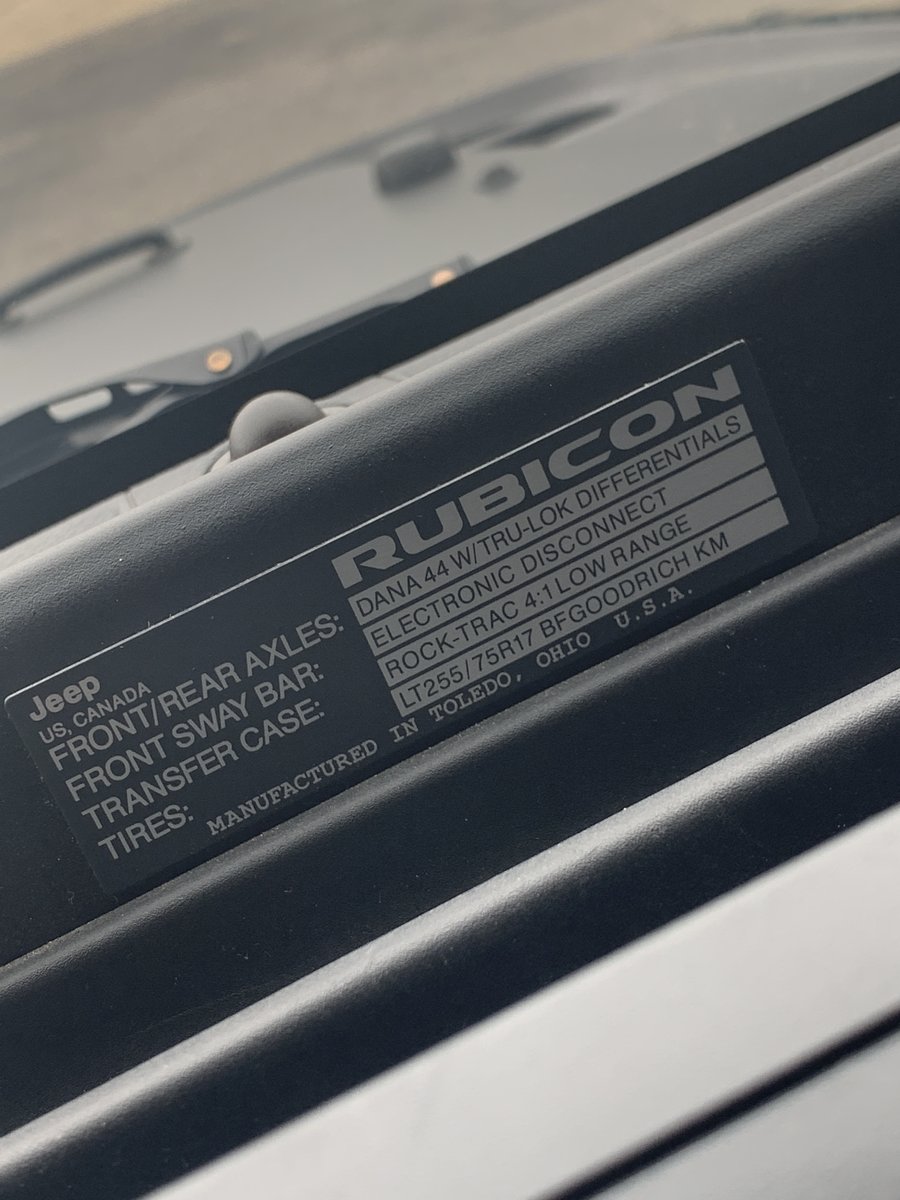 RUBICON
Jeep
US, CANADA
FRONT/REAR AXLES: DANA 44 W/TRU-LOK DIFFERENTIALS
FRONT SWAY BAR: ELECTRONIC DISCONNECT
TRANSFER CASE: ROCK-TRAC 4:1 LOW RANGE
TIRES: LT255/75R17 BFGOODRICH KM
MANUFACTURED IN TOLEDO, OHIO U.S.A.